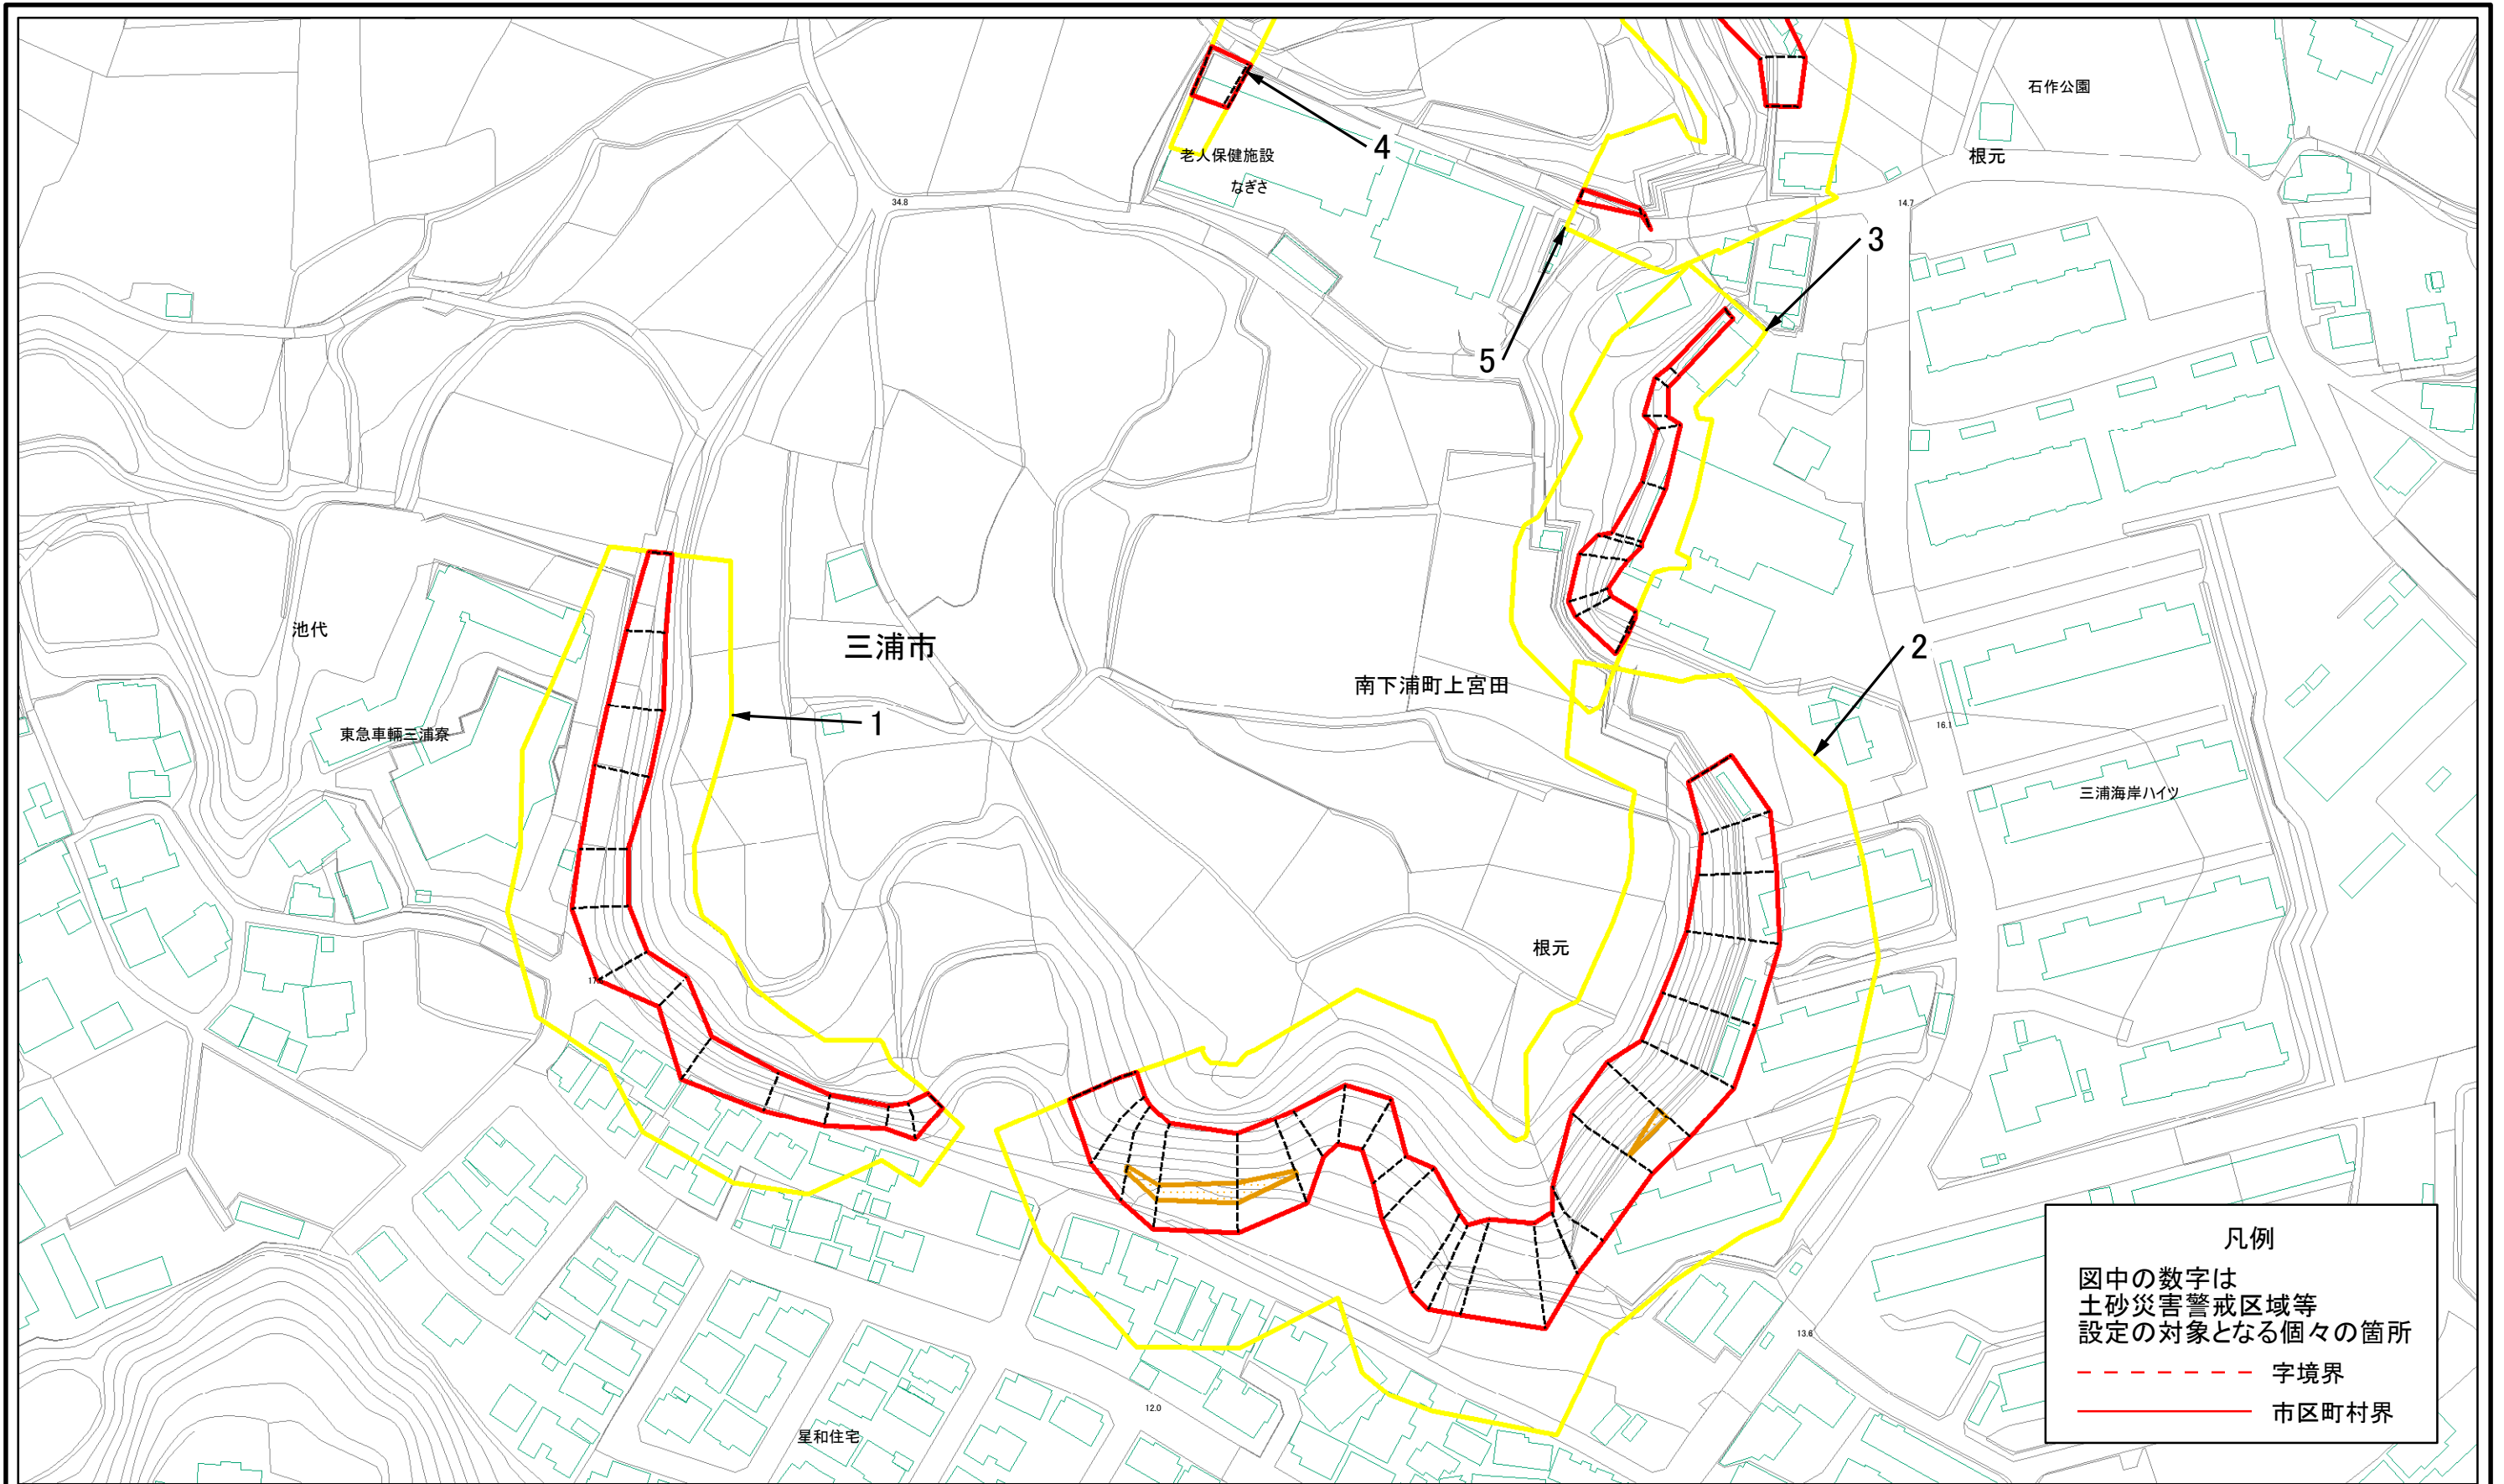 石作公園
4
老人保健施設
なぎさ
根元
34.8
14.7
3
5
池代
三浦市
2
南下浦町上宮田
東急車輛三浦寮
1
16.1
三浦海岸ハイツ
根元
13.6
12.0
星和住宅
凡例
図中の数字は
土砂災害警戒区域等
設定の対象となる個々の箇所
字境界
市区町村界